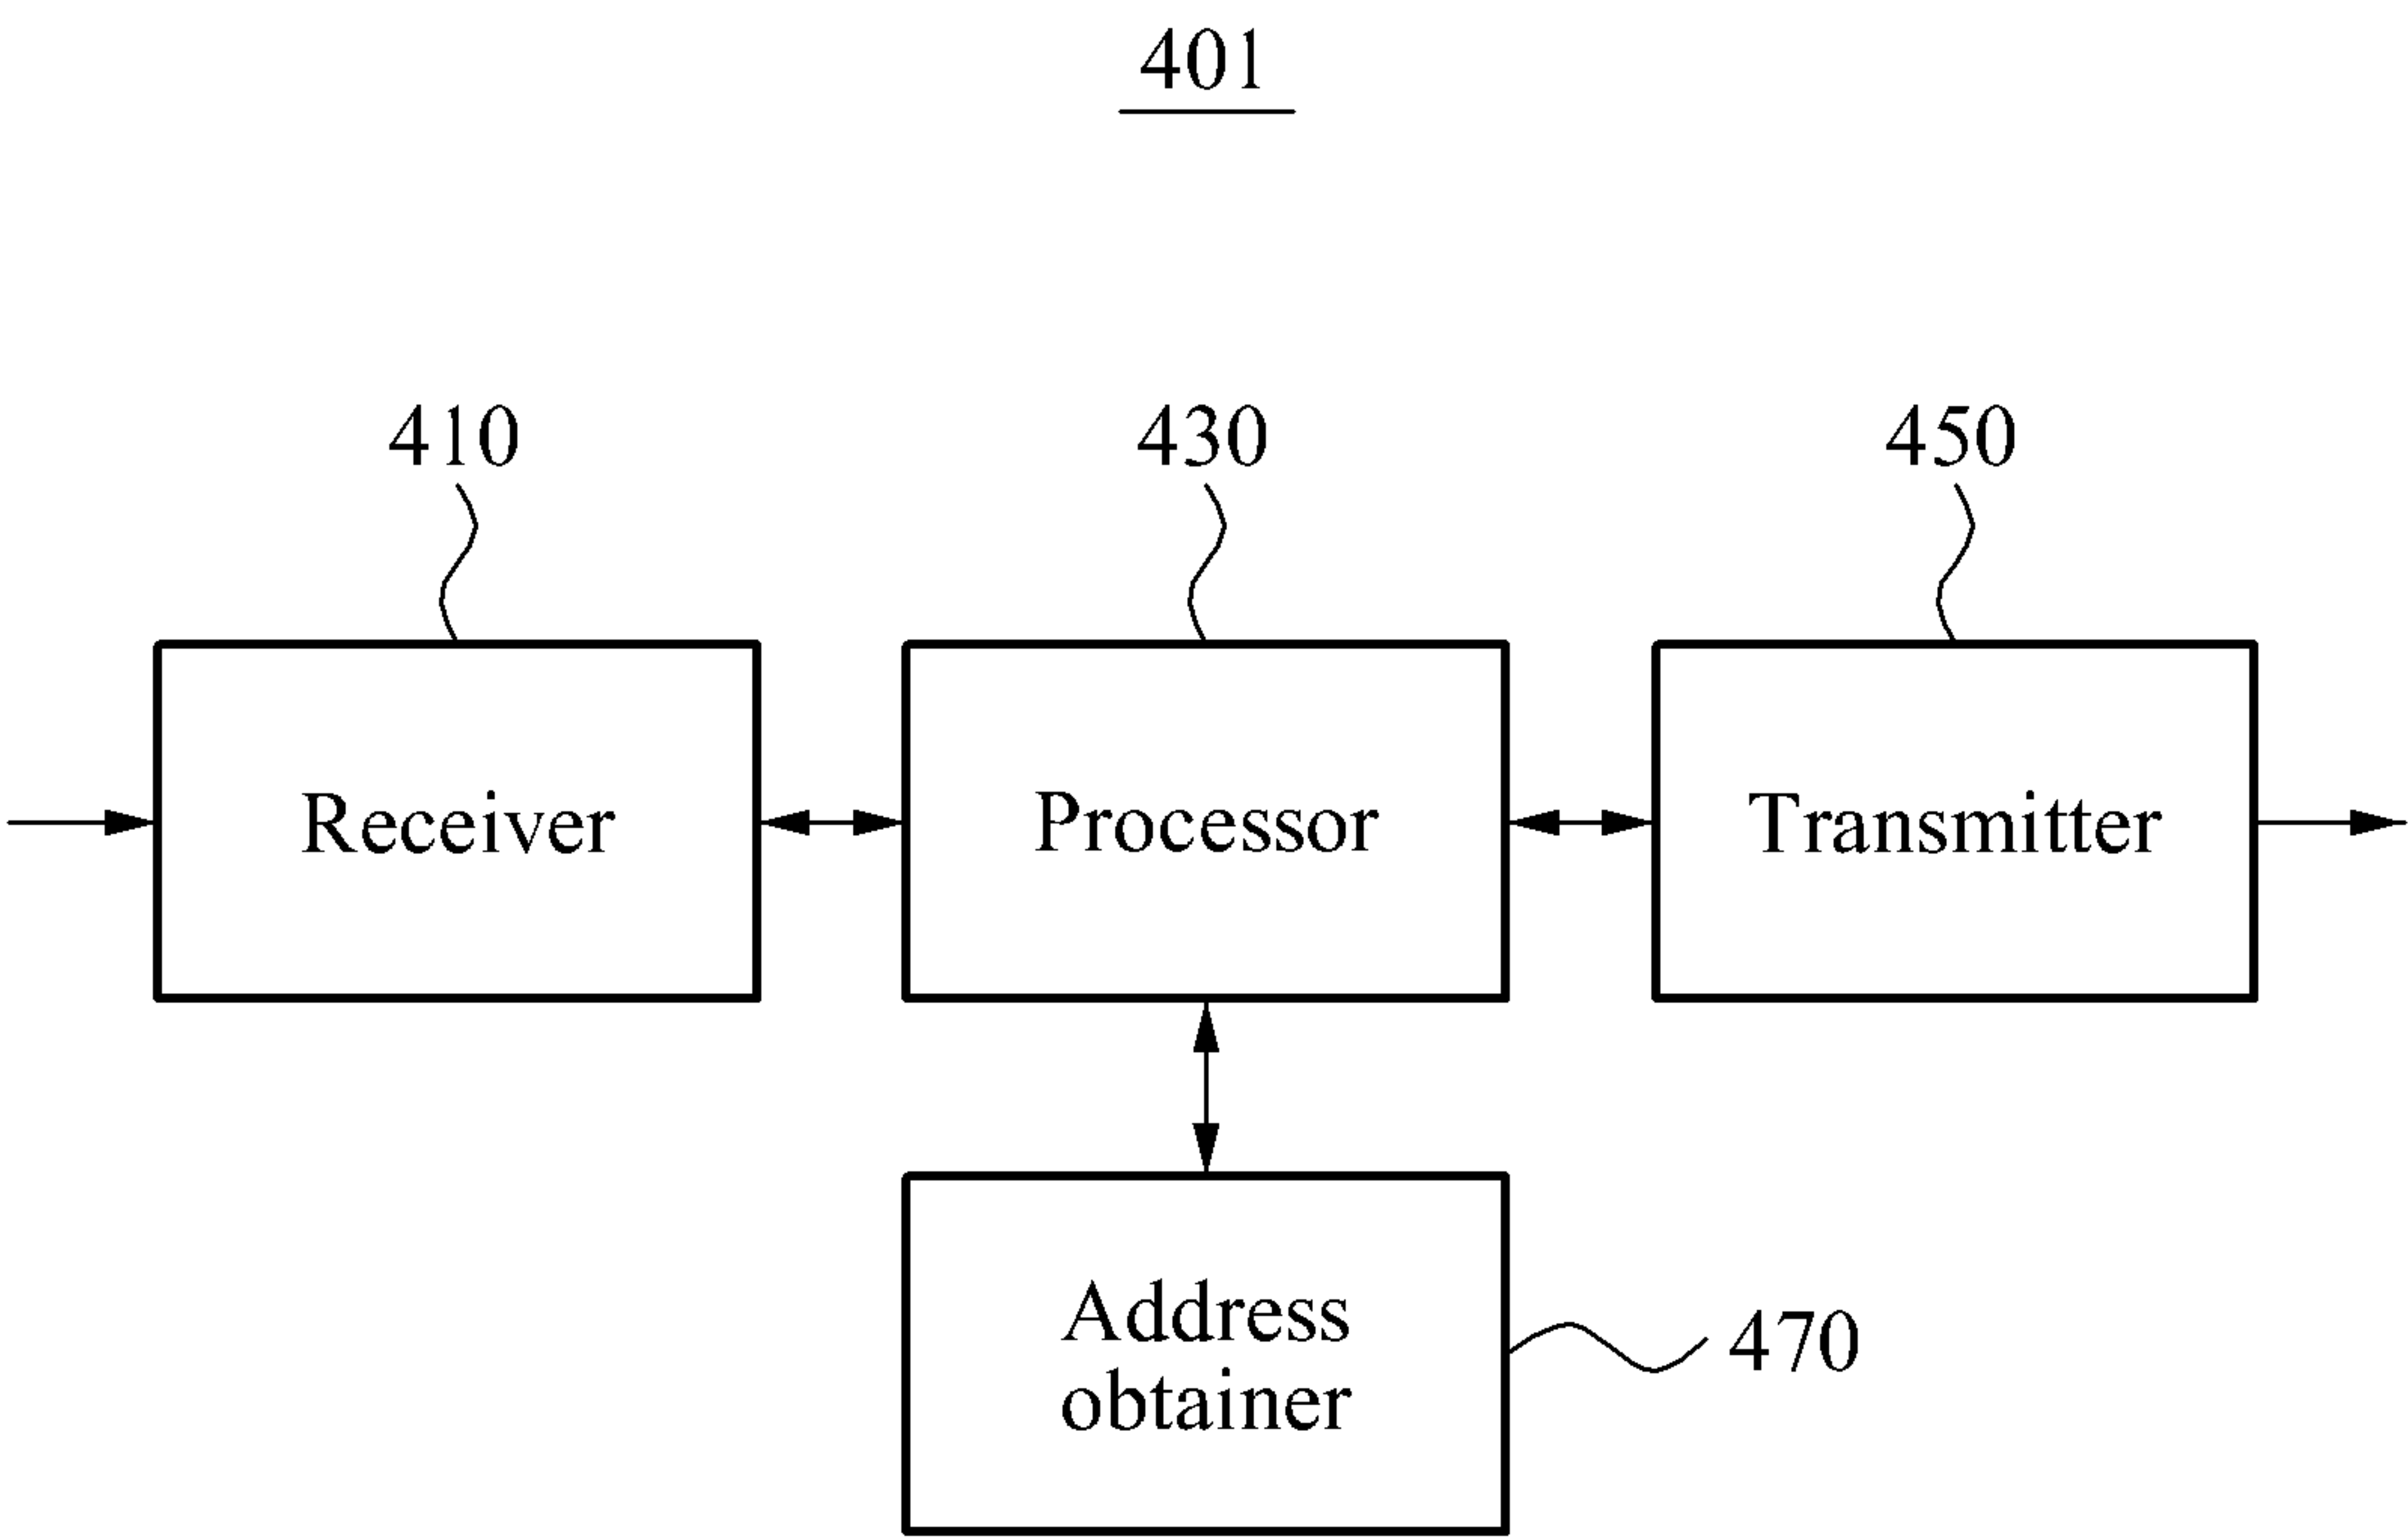 401
410
430
450
Receiver
Processor
Transmitter
Address
obtainer
470